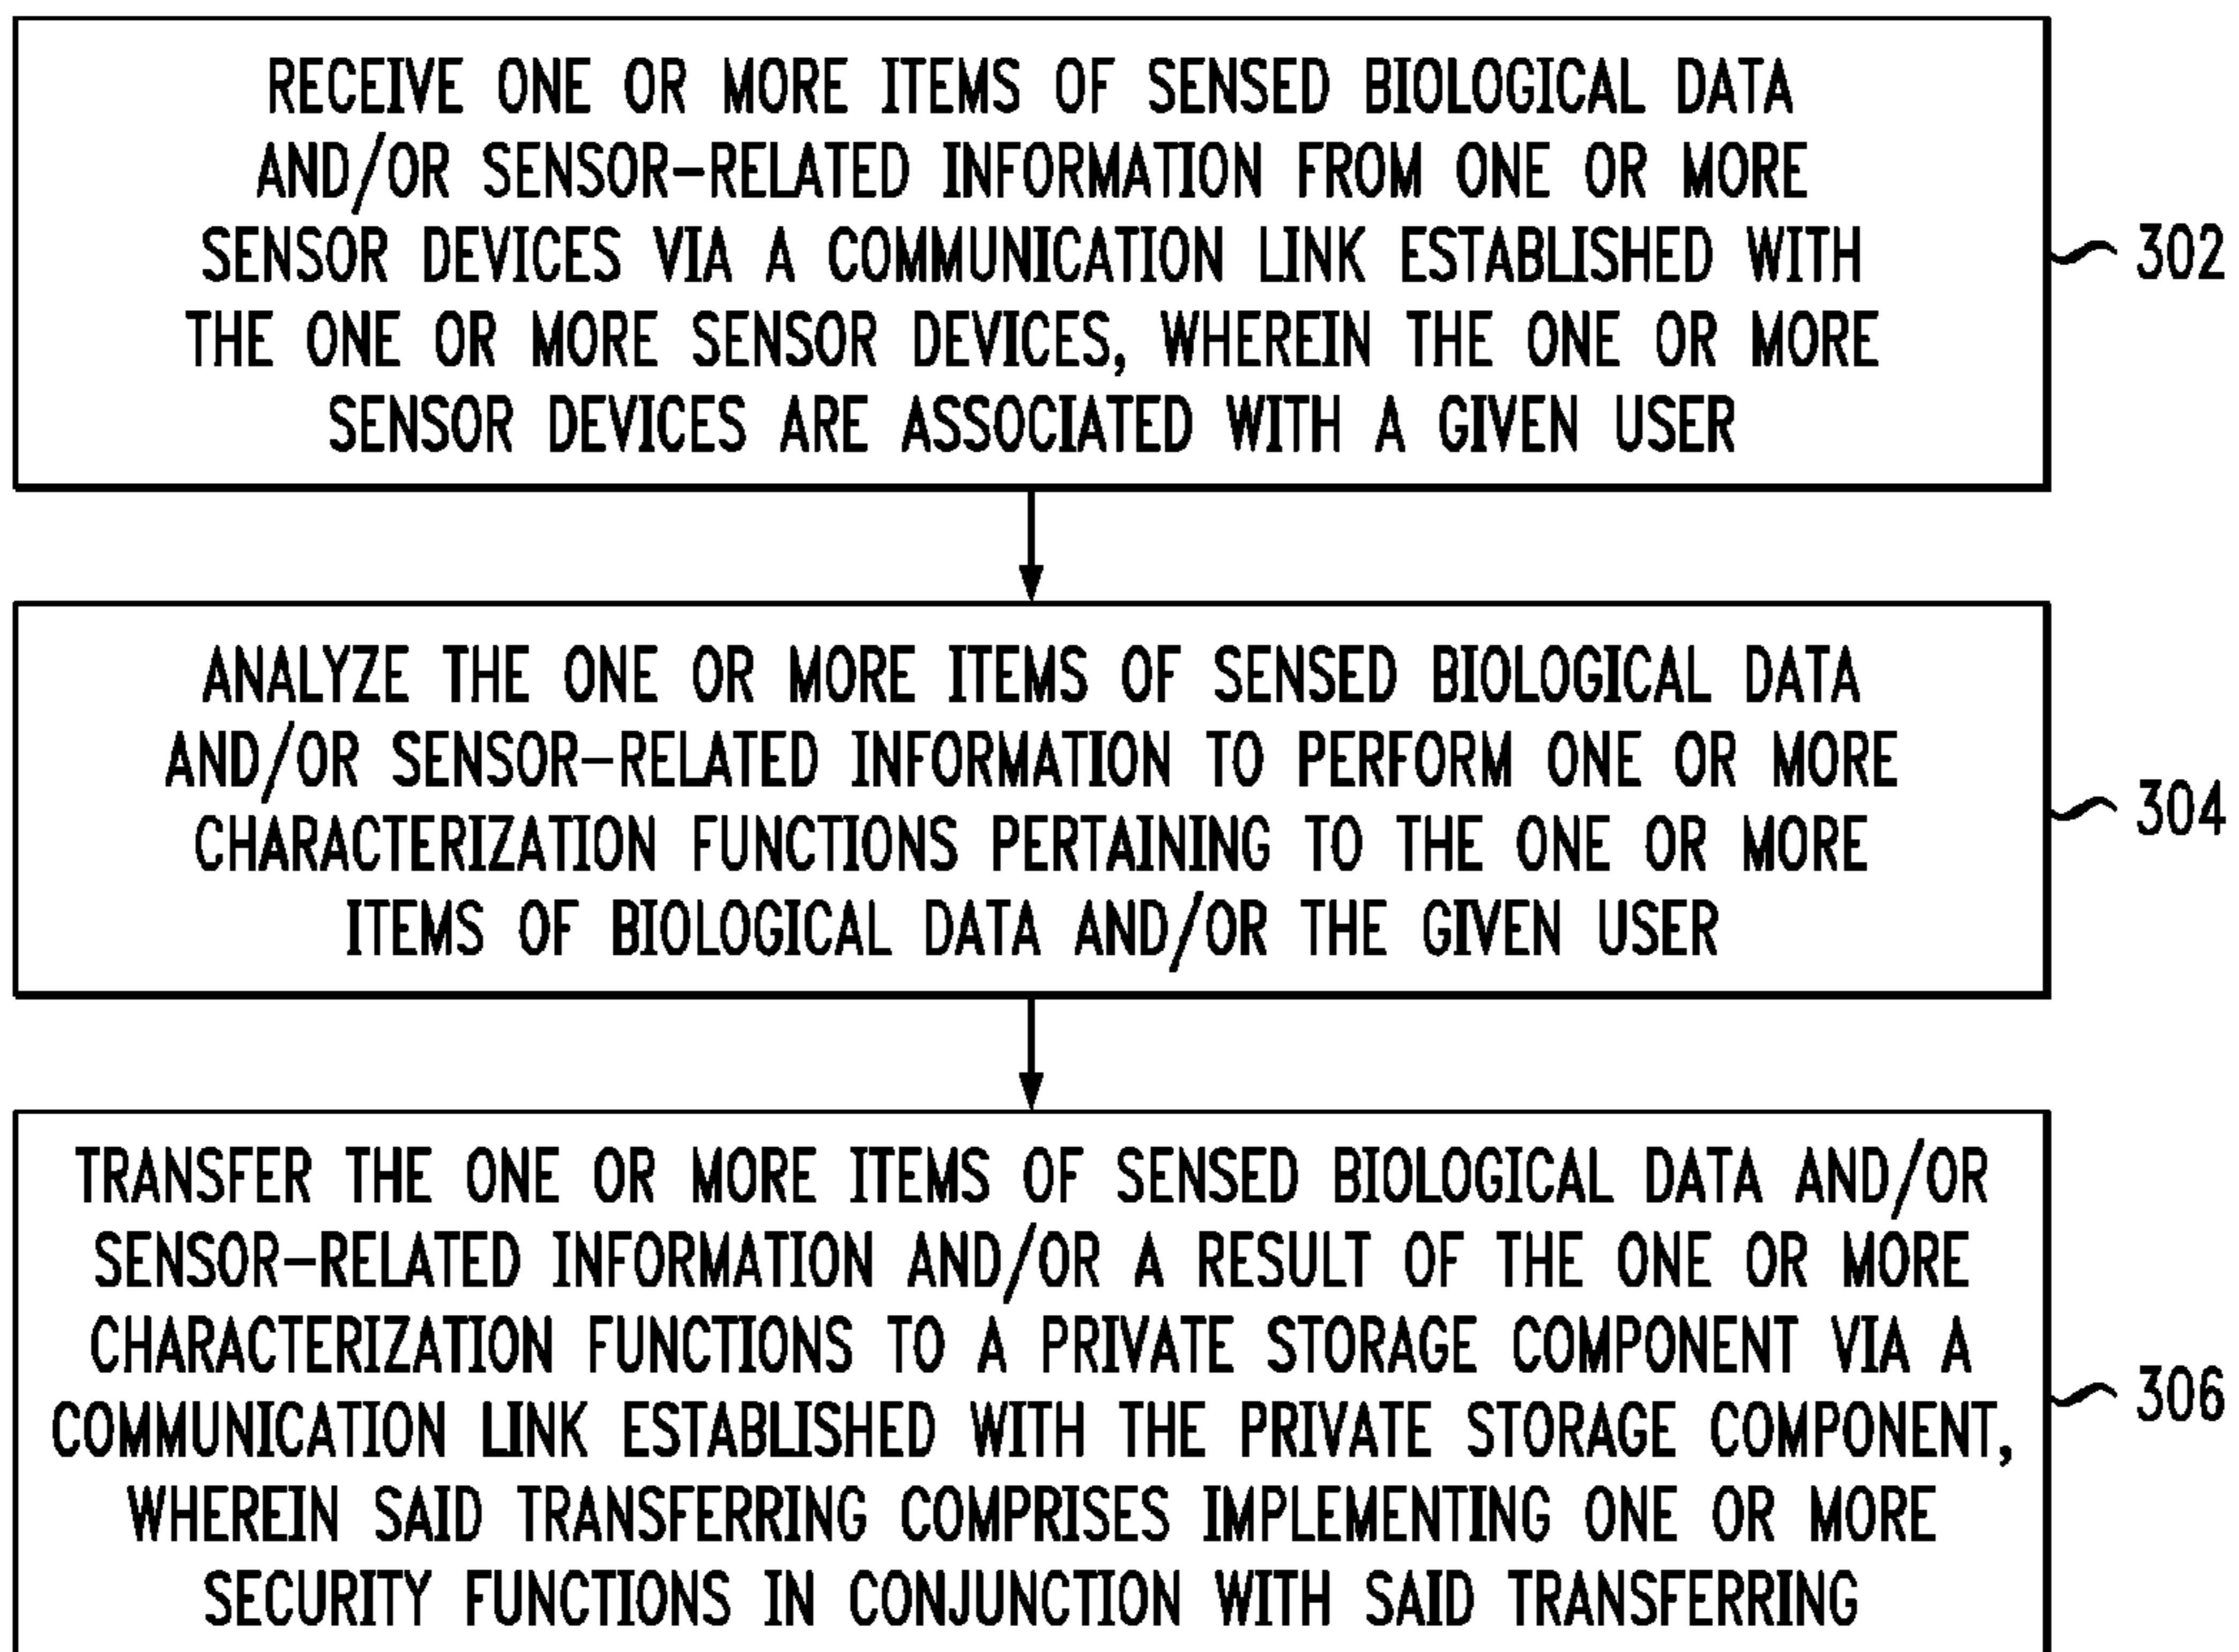 RECEIVE ONE OR MORE ITEMS OF SENSED BIOLOGICAL DATA
AND/OR SENSOR-RELATED INFORMATION FROM ONE OR MORE
SENSOR DEVICES VIA A COMMUNICATION LINK ESTABLISHED WITH
THE ONE OR MORE SENSOR DEVICES, WHEREIN THE ONE OR MORE
SENSOR DEVICES ARE ASSOCIATED WITH A GIVEN USER
302
ANALYZE THE ONE OR MORE ITEMS OF SENSED BIOLOGICAL DATA
AND/OR SENSOR-RELATED INFORMATION TO PERFORM ONE OR MORE
CHARACTERIZATION FUNCTIONS PERTAINING TO THE ONE OR MORE
ITEMS OF BIOLOGICAL DATA AND/OR THE GIVEN USER
304
TRANSFER THE ONE OR MORE ITEMS OF SENSED BIOLOGICAL DATA AND/OR
SENSOR-RELATED INFORMATION AND/OR A RESULT OF THE ONE OR MORE
CHARACTERIZATION FUNCTIONS TO A PRIVATE STORAGE COMPONENT VIA A
COMMUNICATION LINK ESTABLISHED WITH THE PRIVATE STORAGE COMPONENT,
WHEREIN SAID TRANSFERRING COMPRISES IMPLEMENTING ONE OR MORE
SECURITY FUNCTIONS IN CONJUNCTION WITH SAID TRANSFERRING
306